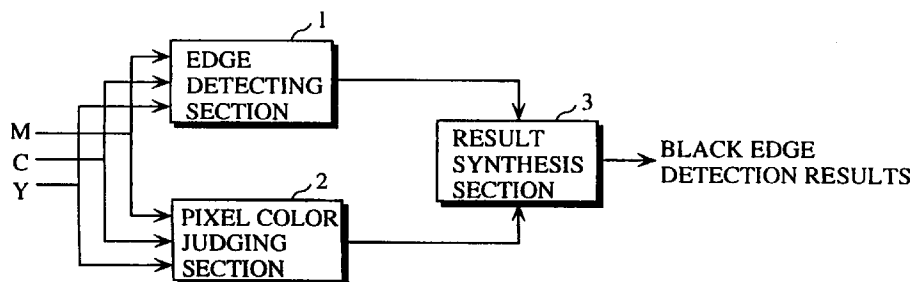 1
EDGE
DETECTING
SECTION
M
C
Y
3
RESULT
SYNTHESIS
SECTION
BLACK EDGE
DETECTION RESULTS
2
PIXEL COLOR
JUDGING
SECTION